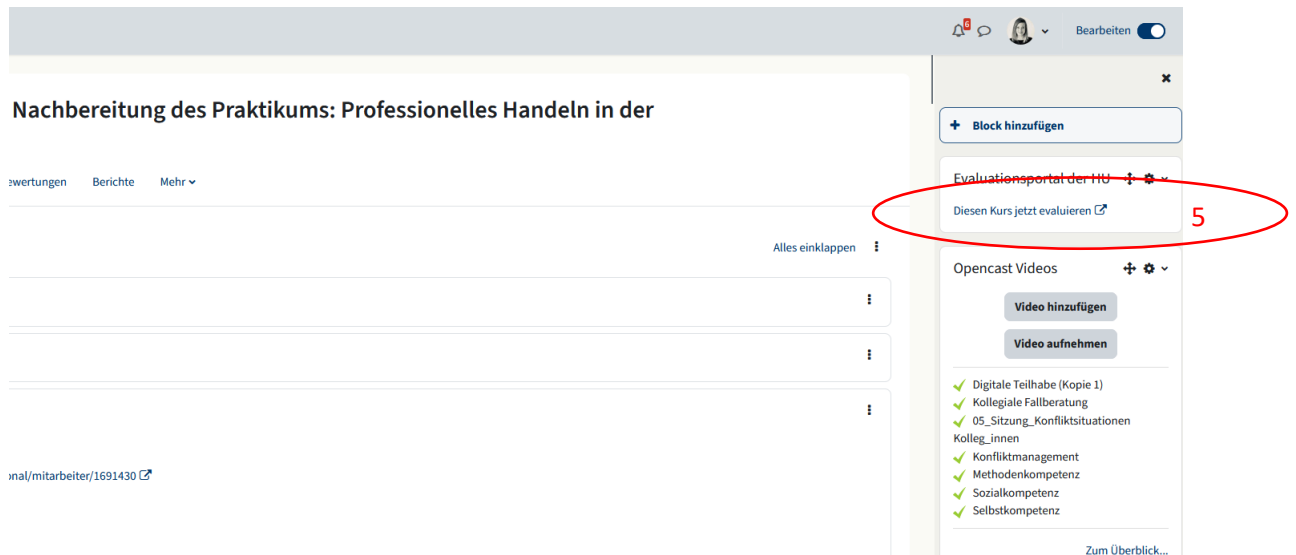 6
Bearbeiten
Nachbereitung des Praktikums: Professionelles Handeln in der
Block hinzufügen
ewertungen Berichte Mehr
Evaluationsportal der HU
Diesen Kurs jetzt evaluieren
5
Alles einklappen
Opencast Videos
Video hinzufügen
Video aufnehmen
Digitale Teilhabe (Kopie 1)
Kollegiale Fallberatung
05_Sitzung_Konfliktsituationen
Kolleg_innen
Konfliktmanagement
onal/mitarbeiter/1691430
Methodenkompetenz
Sozialkompetenz
Selbstkompetenz
Zum Überblick...